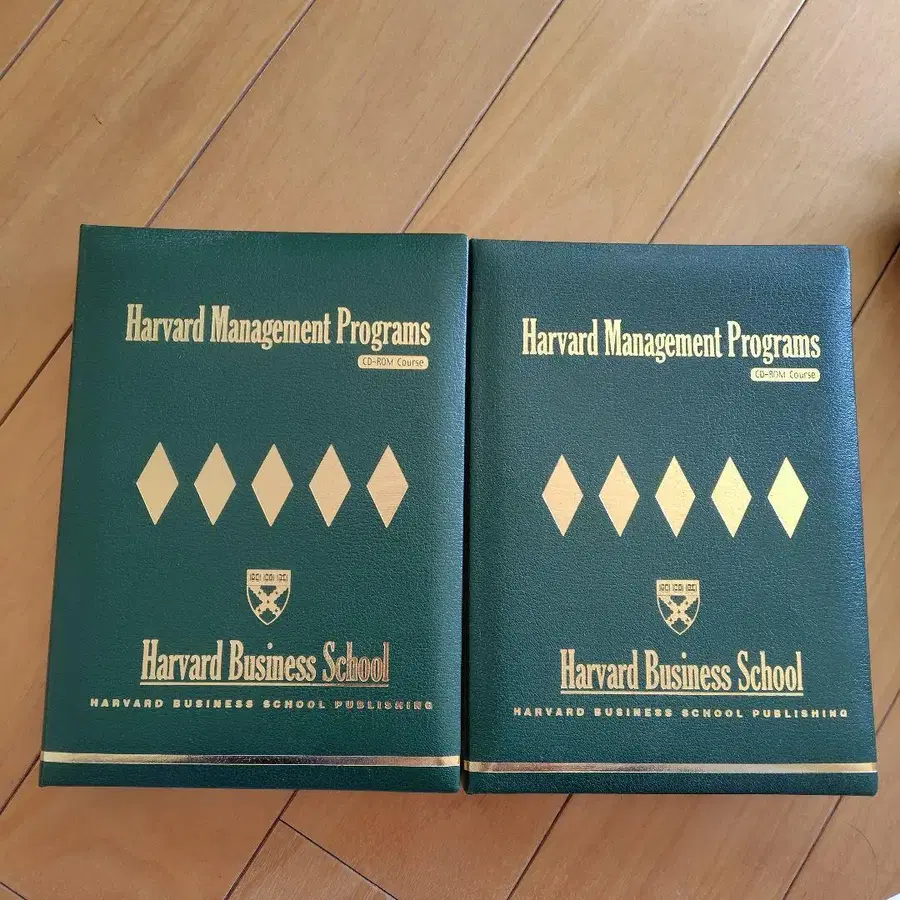 Harvard Management Programs
CD-ROM Course
Harvard Business School
HARVARD BUSINESS SCHOOL PUBLISHING
Harvard Management Programs
CD-ROM Course
Harvard Business School
HARVARD BUSINESS SCHOOL PUBLISHING